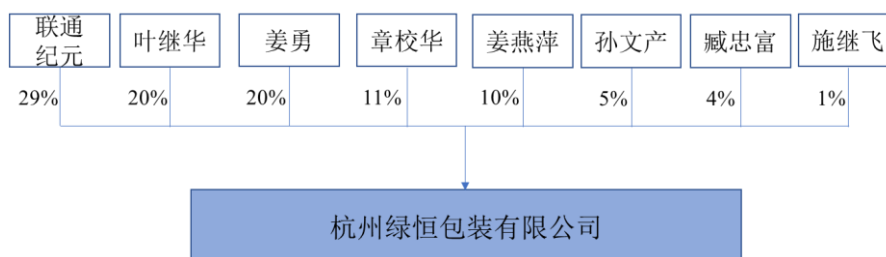 联通
纪元
叶继华
姜勇
章校华
姜燕萍
孙文产
臧忠富
施继飞
29%
20%
20%
11%
10%
5%
4%
1%
杭州绿恒包装有限公司